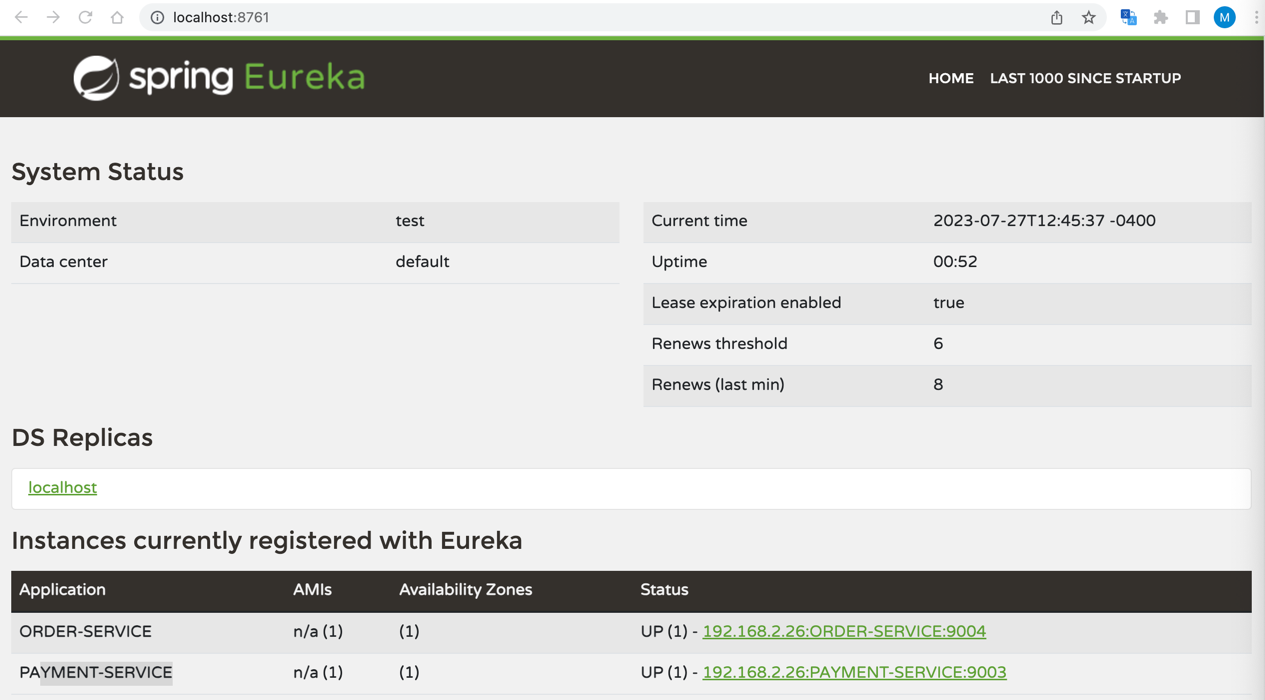 localhost:8761
M
spring Eureka
HOME LAST 1000 SINCE STARTUP
System Status
Environment test
Data center default
Current time 2023-07-27T12:45:37 -0400
Uptime 00:52
Lease expiration enabled true
Renews threshold 6
Renews (last min) 8
DS Replicas
localhost
Instances currently registered with Eureka
Application AMIs Availability Zones Status
ORDER-SERVICE n/a (1) (1) UP (1) - 192.168.2.26:ORDER-SERVICE:9004
PAYMENT-SERVICE n/a (1) (1) UP (1) - 192.168.2.26:PAYMENT-SERVICE:9003